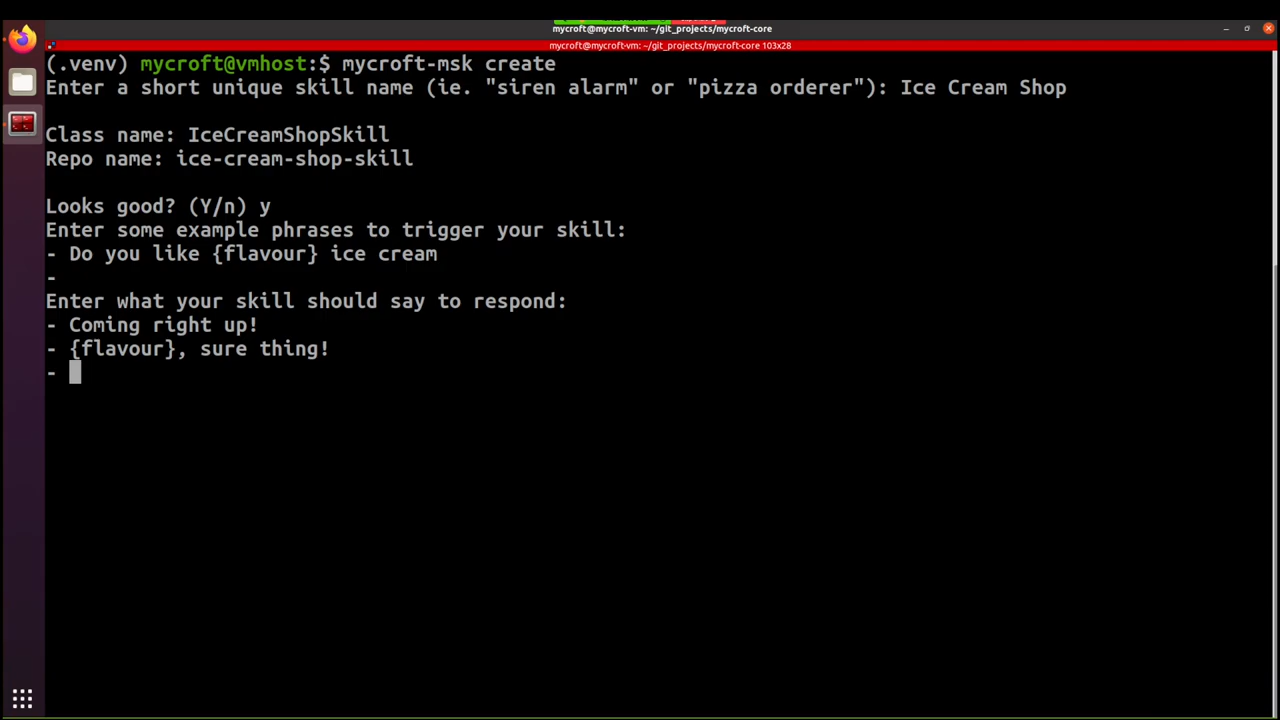 mycroft@mycroft-vm: ~/git_projects/mycroft-core
mycroft@mycroft-vm: ~/git_projects/mycroft-core 103x28
(.venv) mycroft@vmhost:$ mycroft-msk create
Enter a short unique skill name (ie. "siren alarm" or "pizza orderer"): Ice Cream Shop
Class name: IceCreamShopSkill
Repo name: ice-cream-shop-skill
Looks good? (Y/n) y
Enter some example phrases to trigger your skill:
- Do you like {flavour} ice cream
-
Enter what your skill should say to respond:
- Coming right up!
- {flavour}, sure thing!
-